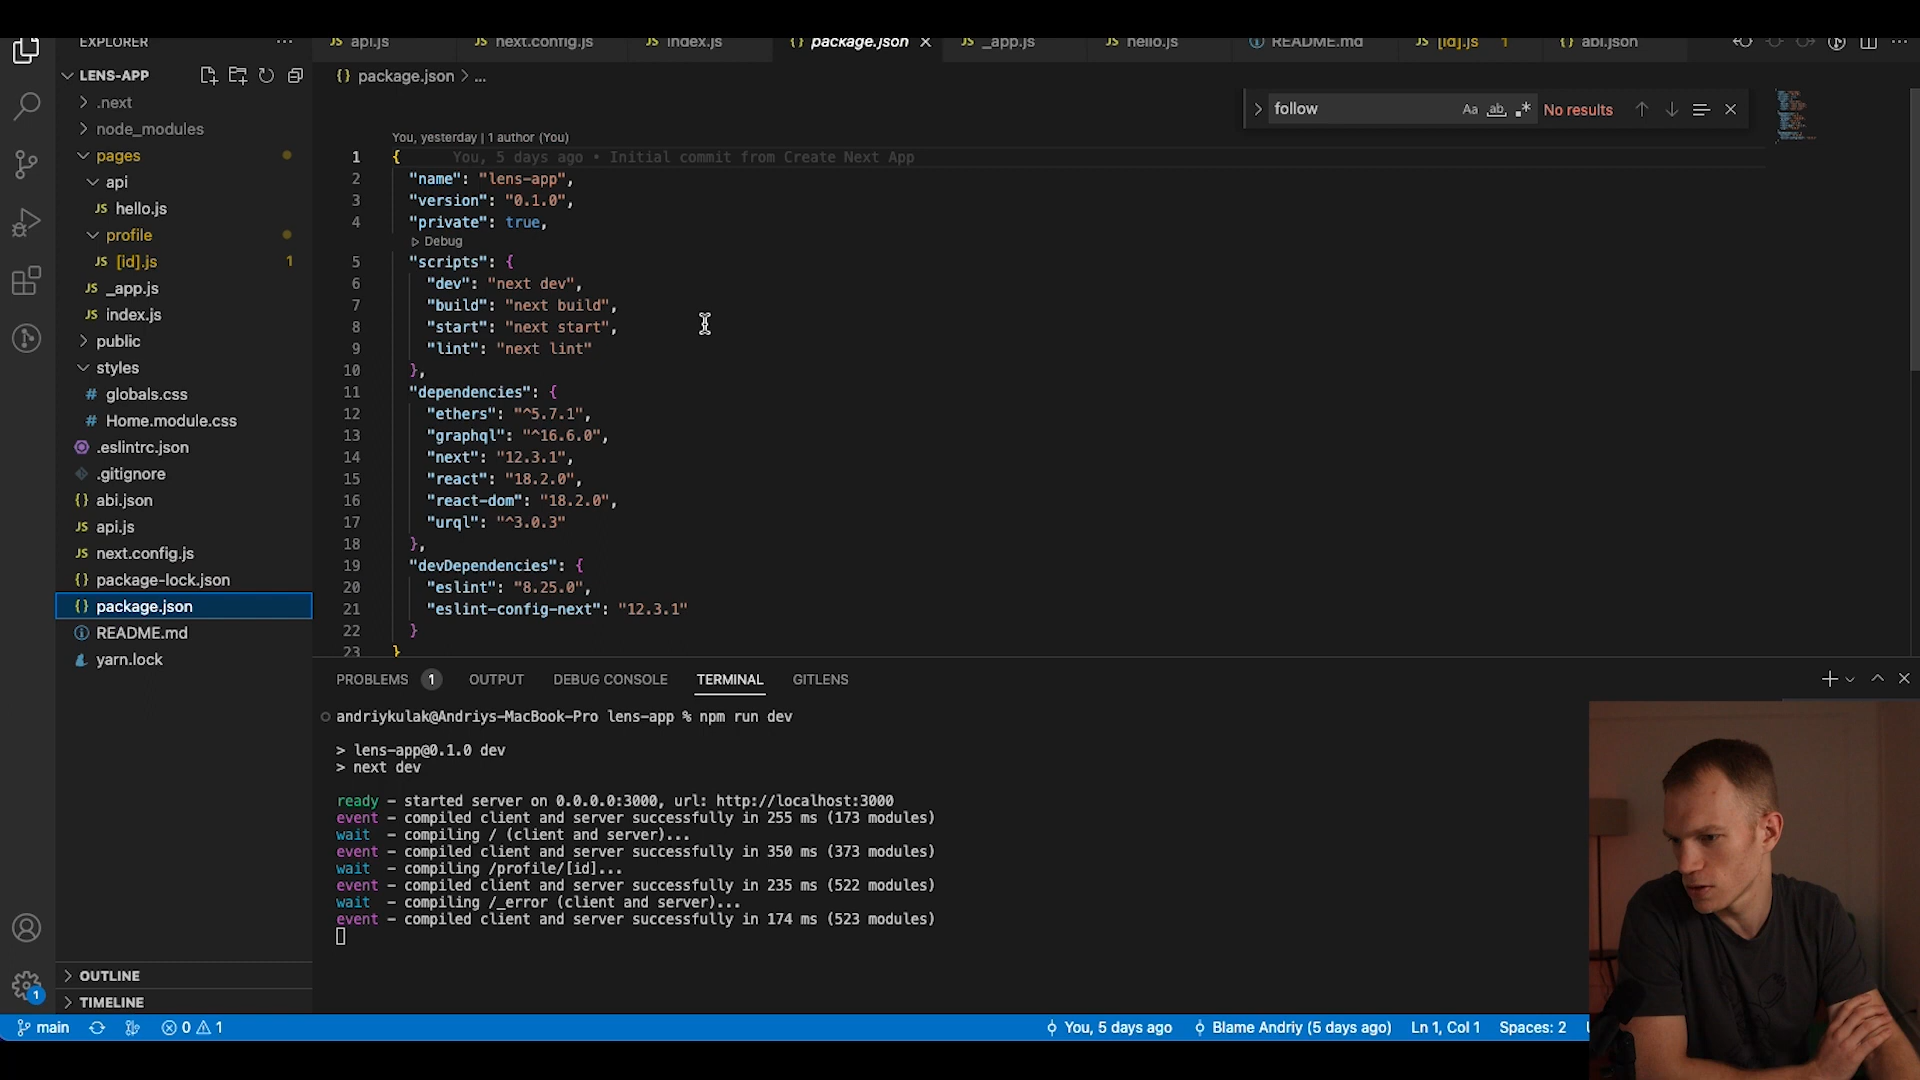 EXPLORER
api.js
next.config.js
index.js
package.json
_app.js
hello.js
README.md
[id].js 1
abi.json
LENS-APP
package.json > ...
.next
node_modules
pages
api
hello.js
profile
[id].js 1
_app.js
index.js
public
styles
globals.css
Home.module.css
.eslintrc.json
.gitignore
abi.json
api.js
next.config.js
package-lock.json
package.json
README.md
yarn.lock
OUTLINE
TIMELINE
follow
Aa ab .* No results
You, yesterday | 1 author (You)
1 { You, 5 days ago • Initial commit from Create Next App
2 "name": "lens-app",
3 "version": "0.1.0",
4 "private": true,
Debug
5 "scripts": {
6 "dev": "next dev",
7 "build": "next build",
8 "start": "next start",
9 "lint": "next lint"
10 },
11 "dependencies": {
12 "ethers": "^5.7.1",
13 "graphql": "^16.6.0",
14 "next": "12.3.1",
15 "react": "18.2.0",
16 "react-dom": "18.2.0",
17 "urql": "^3.0.3"
18 },
19 "devDependencies": {
20 "eslint": "8.25.0",
21 "eslint-config-next": "12.3.1"
22 }
23 }
PROBLEMS 1 OUTPUT DEBUG CONSOLE TERMINAL GITLENS
andriykulak@Andriys-MacBook-Pro lens-app % npm run dev
> lens-app@0.1.0 dev
> next dev
ready - started server on 0.0.0.0:3000, url: http://localhost:3000
event - compiled client and server successfully in 255 ms (173 modules)
wait - compiling / (client and server)...
event - compiled client and server successfully in 350 ms (373 modules)
wait - compiling /profile/[id]...
event - compiled client and server successfully in 235 ms (522 modules)
wait - compiling /_error (client and server)...
event - compiled client and server successfully in 174 ms (523 modules)
1
main 0 1 You, 5 days ago Blame Andriy (5 days ago) Ln 1, Col 1 Spaces: 2